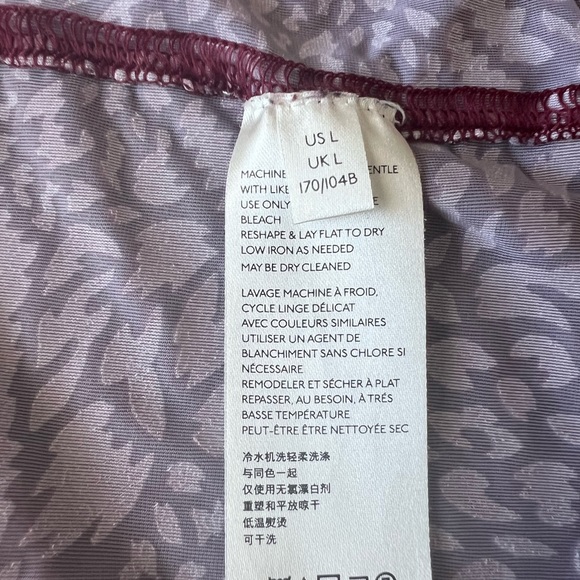 US L
UK L
170/104B
MACHINE ENTLE
WITH LIKE
USE ONLY E
BLEACH
RESHAPE & LAY FLAT TO DRY
LOW IRON AS NEEDED
MAY BE DRY CLEANED
LAVAGE MACHINE À FROID,
CYCLE LINGE DÉLICAT
AVEC COULEURS SIMILAIRES
UTILISER UN AGENT DE
BLANCHIMENT SANS CHLORE SI
NÉCESSAIRE
REMODELER ET SÉCHER À PLAT
REPASSER, AU BESOIN, À TRÉS
BASSE TEMPÉRATURE
PEUT-ÊTRE ÊTRE NETTOYÉE SEC
冷水机洗轻柔洗涤
与同色一起
仅使用无氯漂白剂
重塑和平放晾干
低温熨烫
可干洗